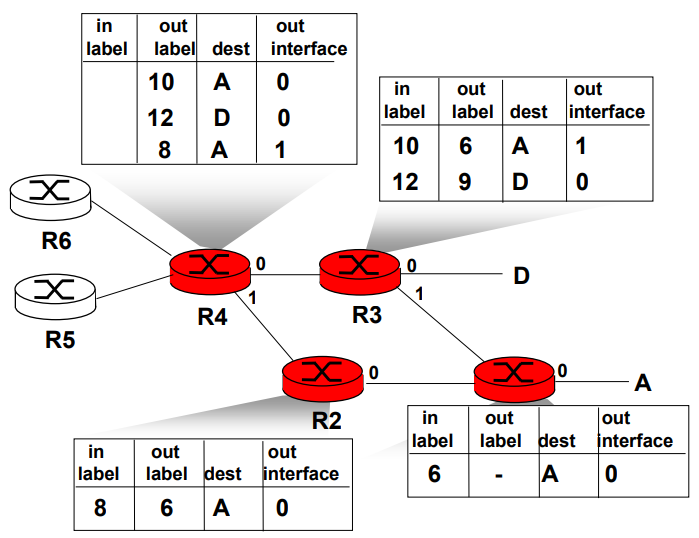 in out out
label label dest interface
10 A 0
12 D 0
8 A 1
in out out
label label dest interface
10 6 A 1
12 9 D 0
R6
0
0
D
1
1
R4
R3
R5
0
0
A
R2
in out out
label label dest interface
6 - A 0
in out out
label label dest interface
8 6 A 0